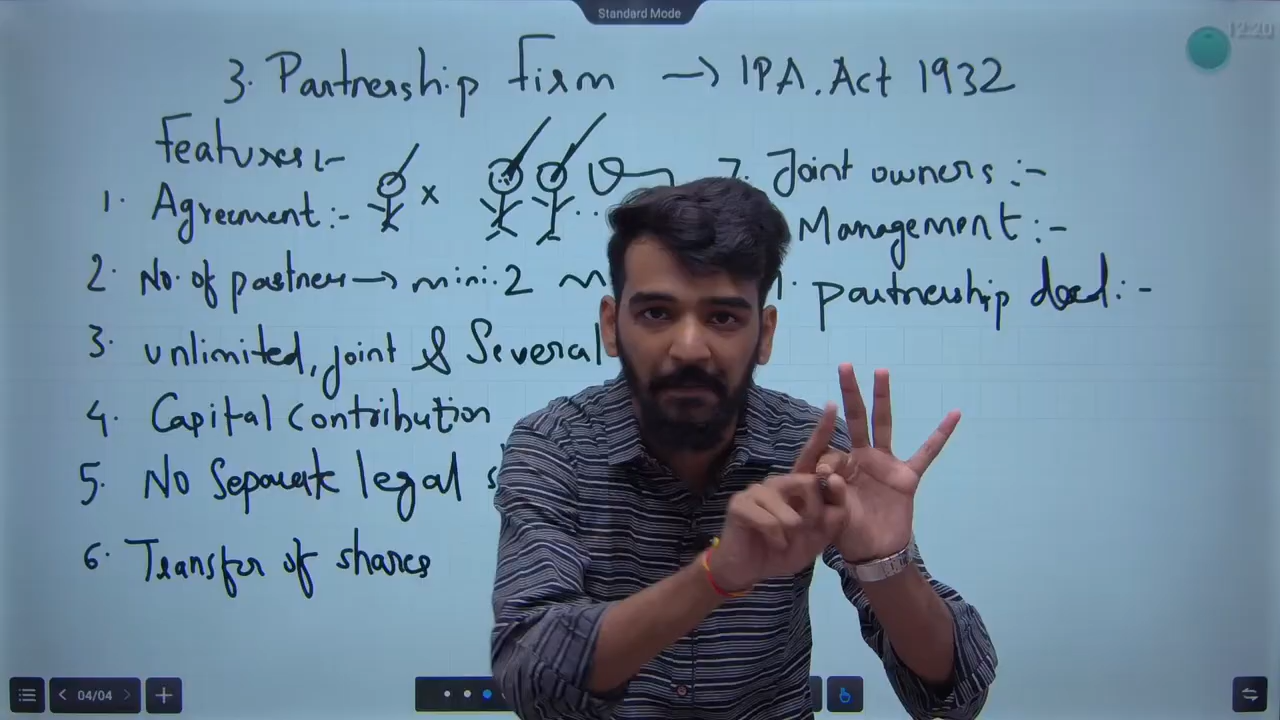 Standard Mode
12:20
3. Partnership firm → IPA. Act 1932
Features:-
1. Agreement:- x ...
2. No. of partner → mini. 2 m
3. unlimited, joint & Several
4. Capital contribution
5. No Separate legal s
6. Transfer of shares
7. Joint owners :-
Management :-
partnership deed :-
04/04